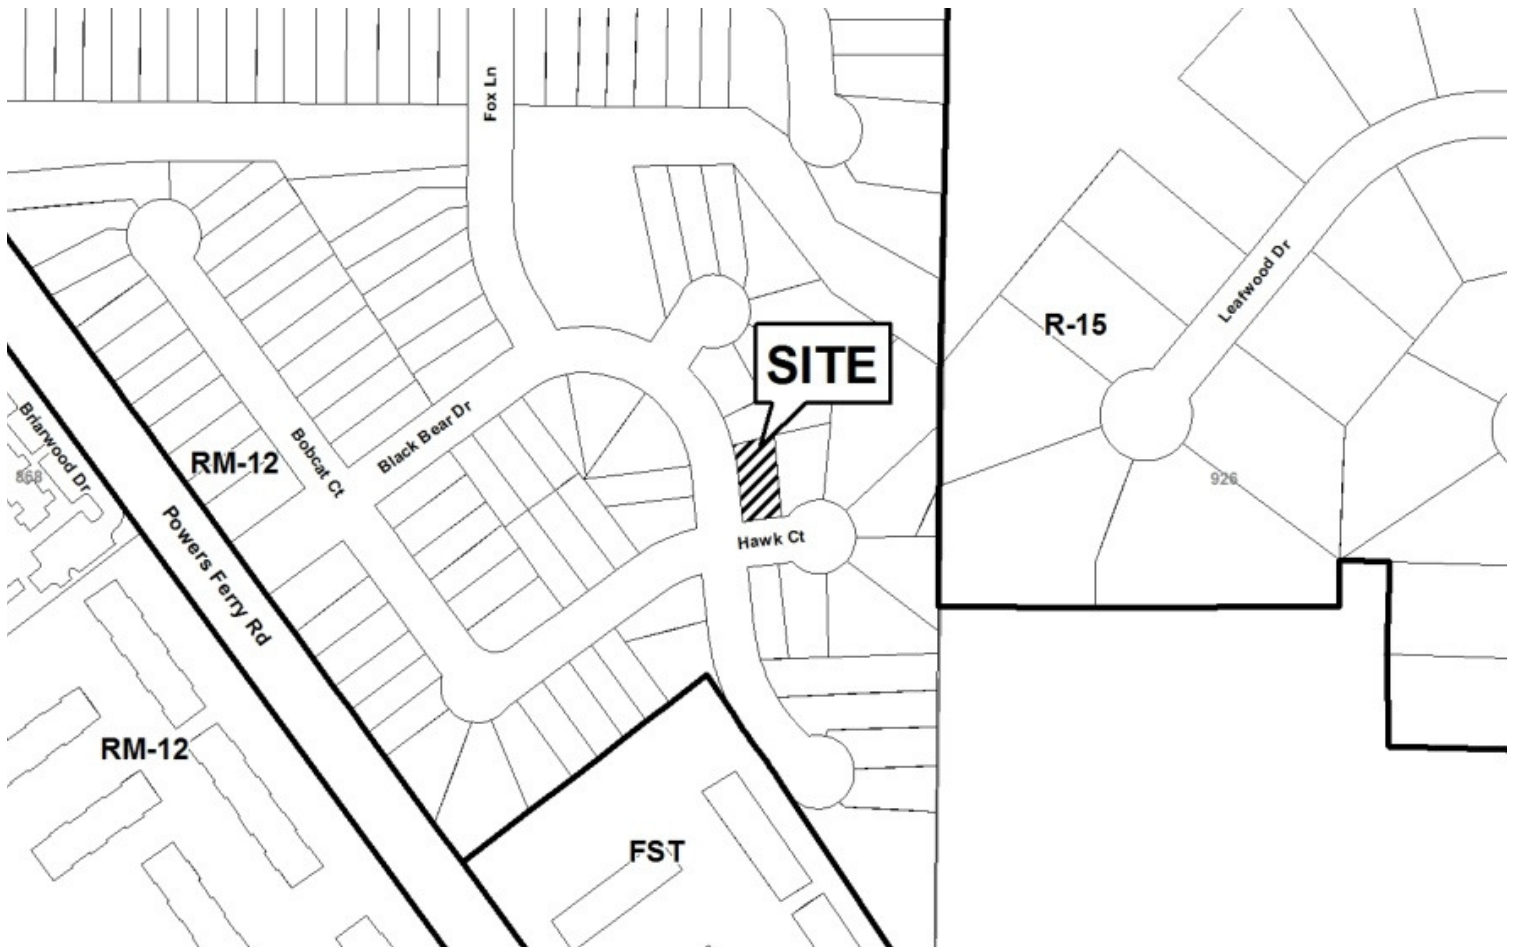 Fox Ln
Leafwood Dr
R-15
SITE
Black Bear Dr
Briarwood Dr
RM-12
Bobcat Ct
868
926
Powers Ferry Rd
Hawk Ct
RM-12
FST